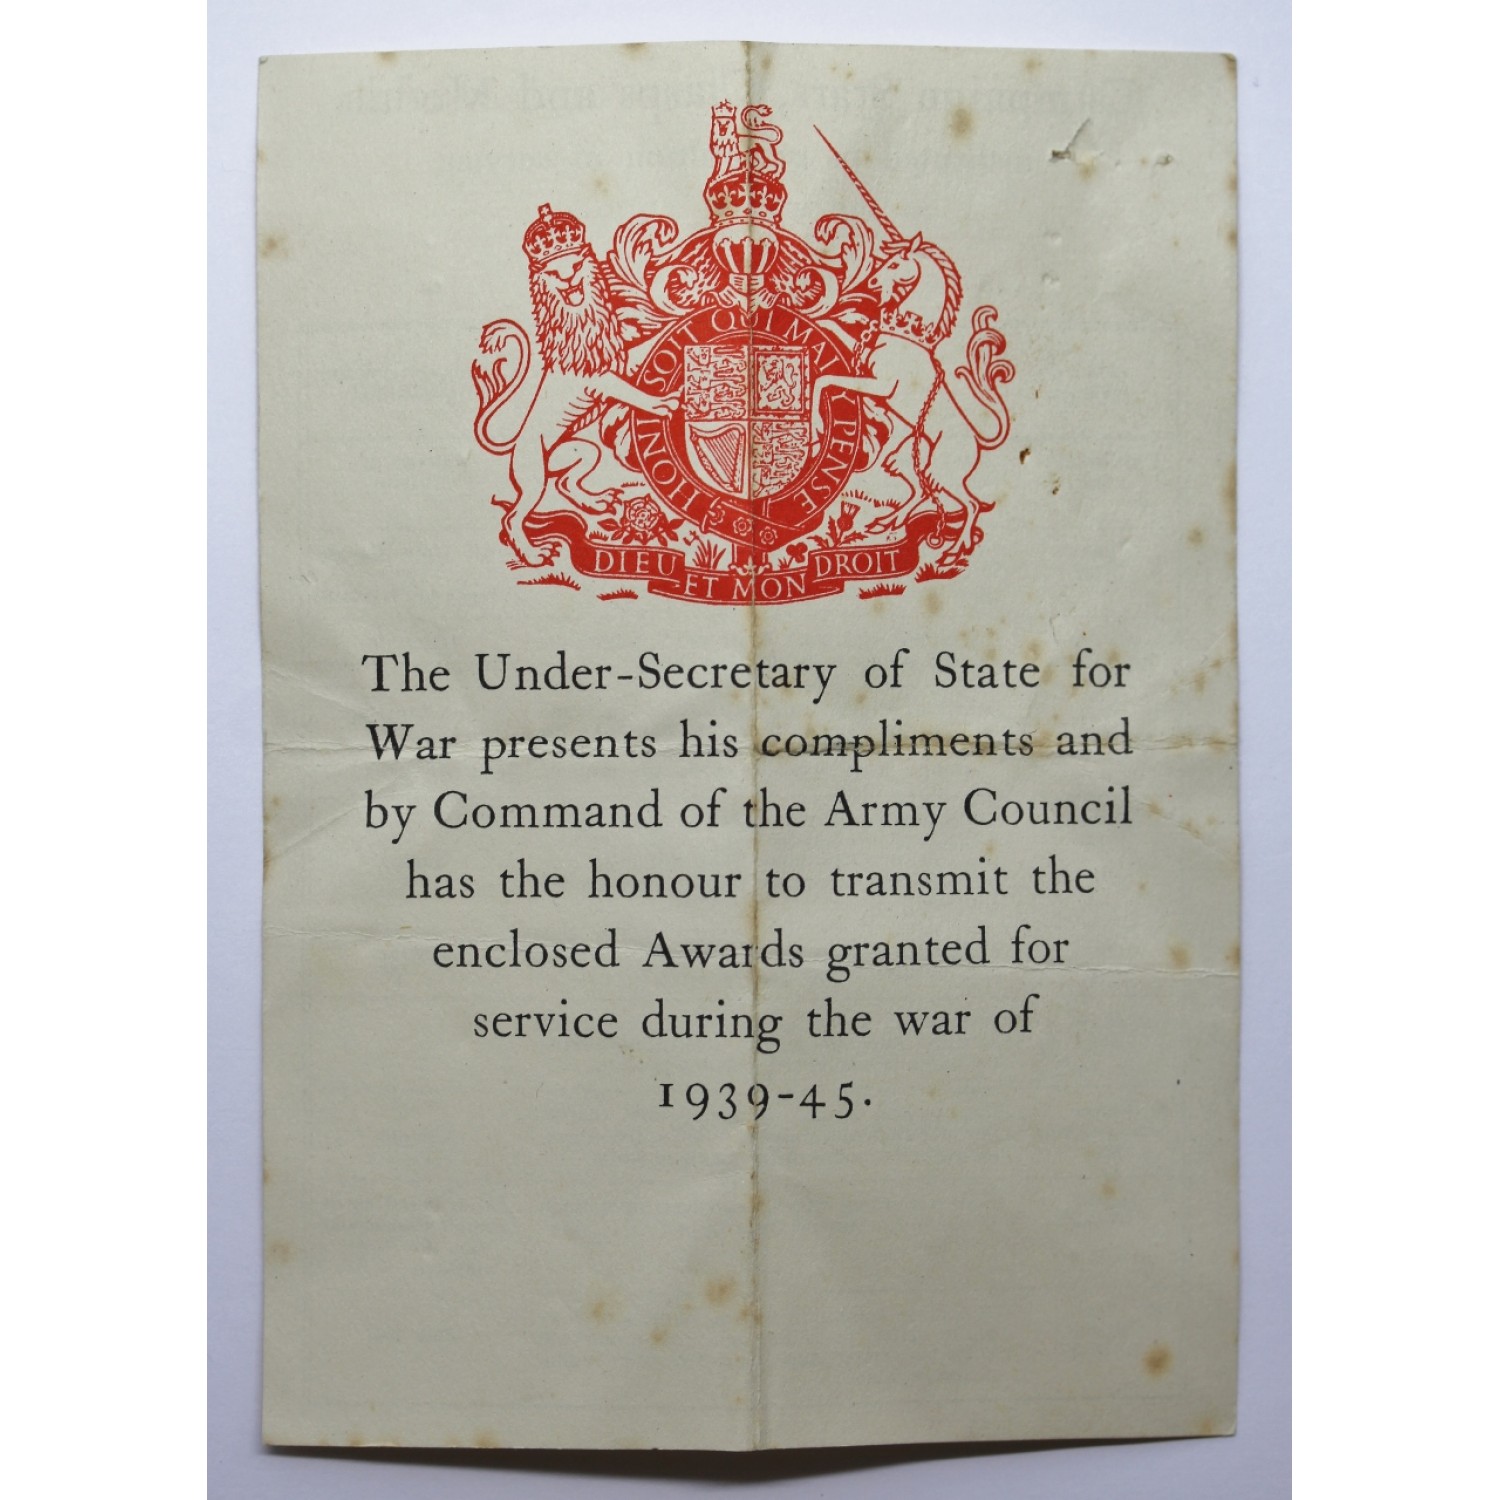 HONI SOIT QUI MAL Y PENSE
DIEU ET MON DROIT
The Under-Secretary of State for
War presents his compliments and
by Command of the Army Council
has the honour to transmit the
enclosed Awards granted for
service during the war of
1939-45.